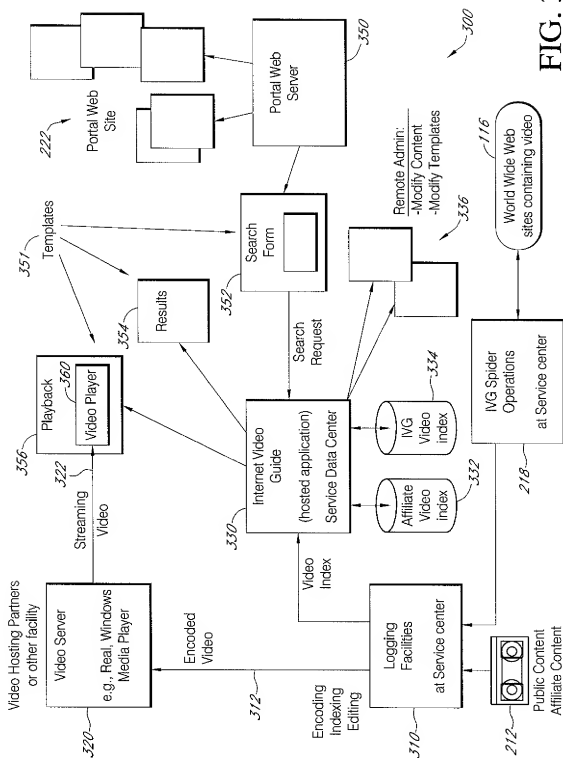 Video Hosting Partners
or other facility
Video Server
e.g., Real, Windows
Media Player
320
Streaming
Video
322
356
Playback
360
Video Player
351
Templates
354
Results
222
Portal Web
Site
Portal Web
Server
350
352
Search
Form
Search
Request
300
Encoded
Video
312
330
Internet Video
Guide
(hosted application)
Service Data Center
Remote Admin:
-Modify Content
-Modify Templates
336
Affiliate
Video
index
332
IVG
Video
index
334
Video
Index
Encoding
Indexing
Editing
310
Logging
Facilities
at Service center
212
Public Content
Affiliate Content
218
IVG Spider
Operations
at Service center
116
World Wide Web
sites containing video
FIG.